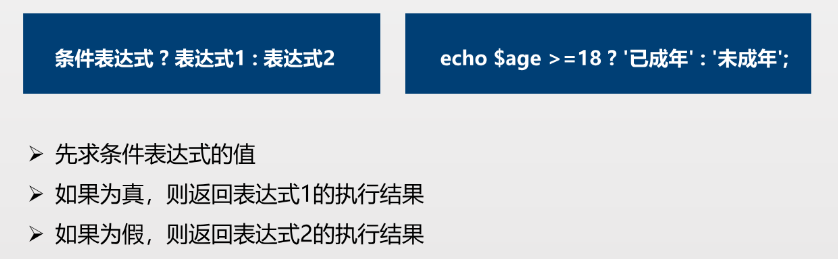 条件表达式 ? 表达式1 : 表达式2
echo $age >=18 ? '已成年' : '未成年';
➢ 先求条件表达式的值
➢ 如果为真，则返回表达式1的执行结果
➢ 如果为假，则返回表达式2的执行结果